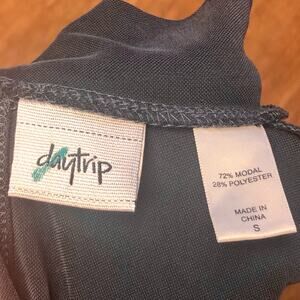 daytrip
72% MODAL
28% POLYESTER
MADE IN
CHINA
S